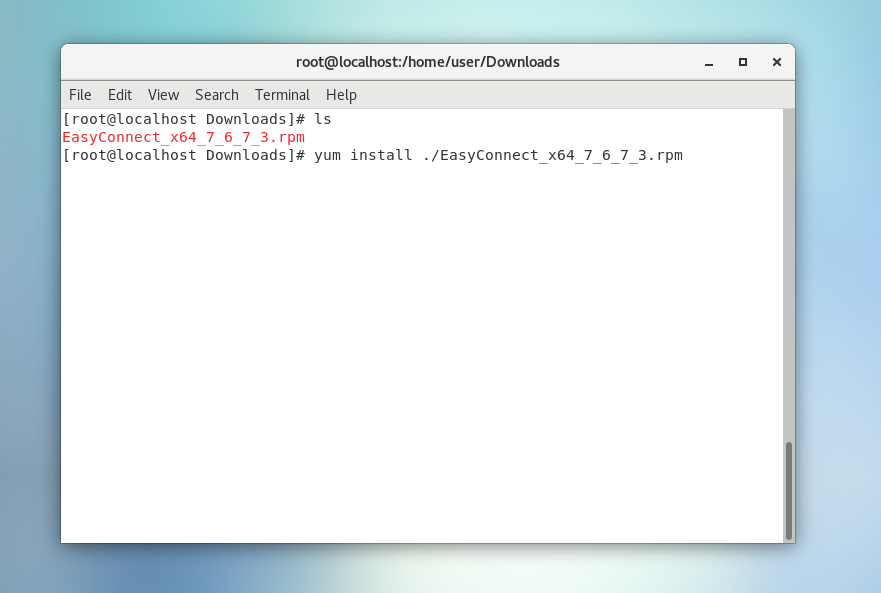 root@localhost:/home/user/Downloads
File Edit View Search Terminal Help
[root@localhost Downloads]# ls
EasyConnect_x64_7_6_7_3.rpm
[root@localhost Downloads]# yum install ./EasyConnect_x64_7_6_7_3.rpm